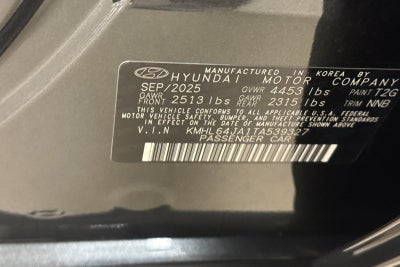 MANUFACTURED IN KOREA BY
HYUNDAI MOTOR COMPANY
SEP/2025 GVWR 4453 lbs PAINT T2G
GAWR FRONT 2513 lbs GAWR REAR 2315 lbs TRIM NNB
THIS VEHICLE CONFORMS TO ALL APPLICABLE FEDERAL
MOTOR VEHICLE SAFETY, BUMPER, AND THEFT PREVENTION
STANDARDS IN EFFECT ON THE DATE OF MANUFACTURE SHOWN ABOVE.
V.I.N KMHL64JA1TA539327
PASSENGER CAR